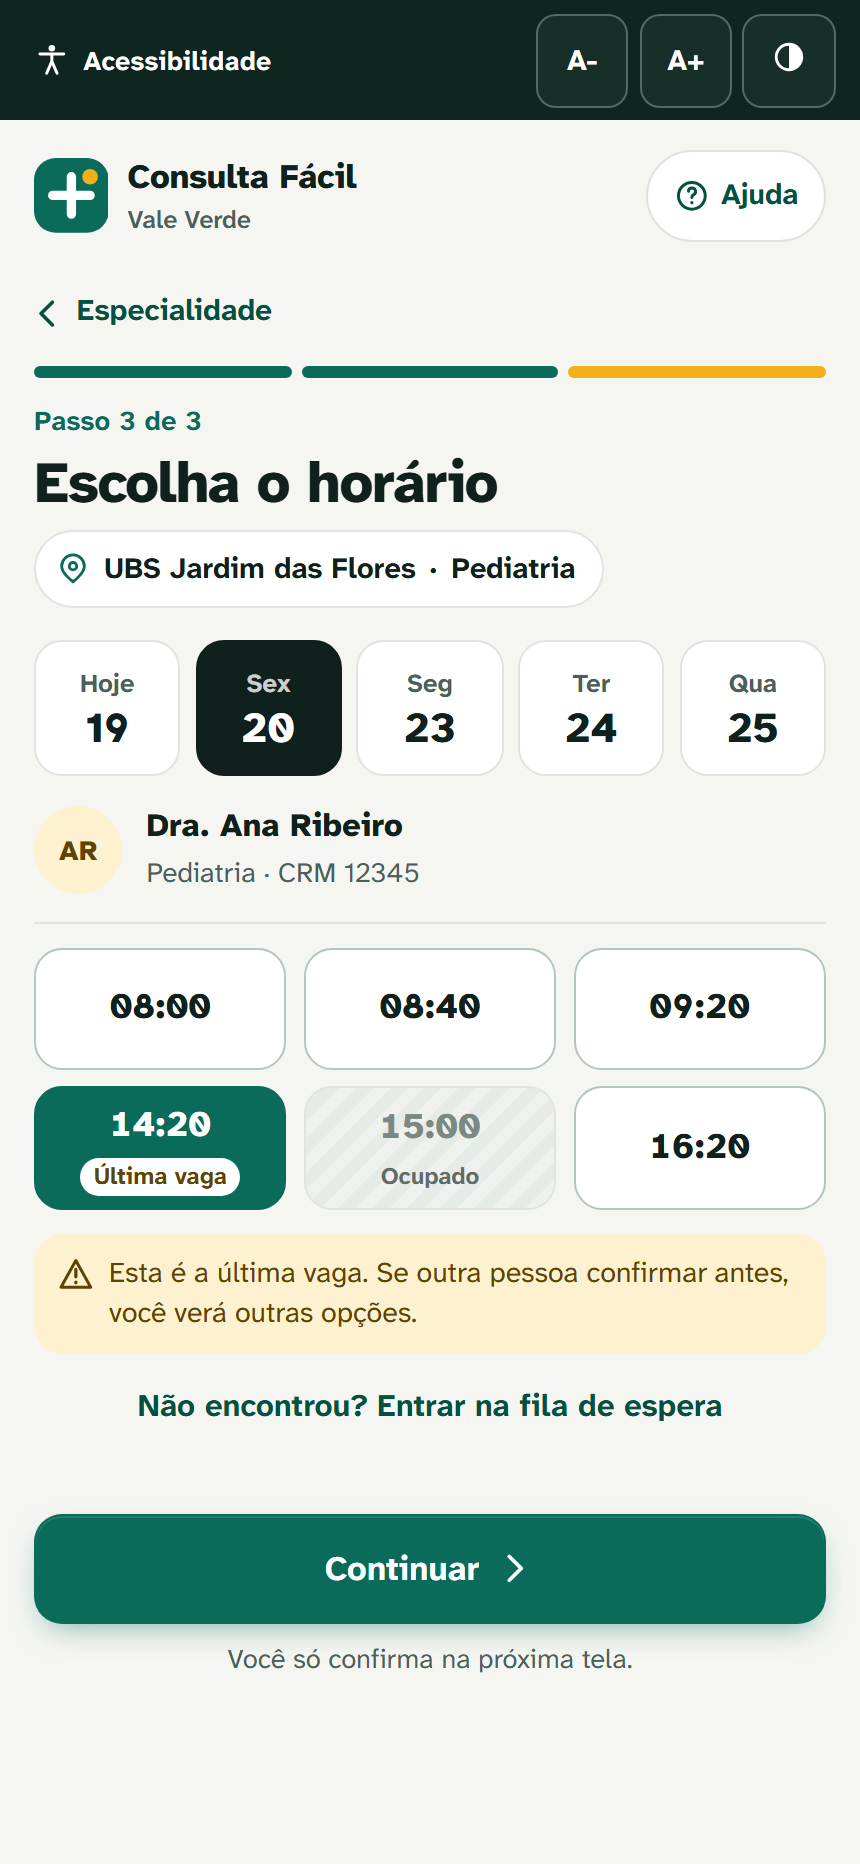 Acessibilidade
A-
A+
Consulta Fácil
Vale Verde
Ajuda
Especialidade
Passo 3 de 3
Escolha o horário
UBS Jardim das Flores · Pediatria
Hoje
19
Sex
20
Seg
23
Ter
24
Qua
25
AR
Dra. Ana Ribeiro
Pediatria · CRM 12345
08:00
08:40
09:20
14:20
Última vaga
15:00
Ocupado
16:20
Esta é a última vaga. Se outra pessoa confirmar antes,
você verá outras opções.
Não encontrou? Entrar na fila de espera
Continuar
Você só confirma na próxima tela.